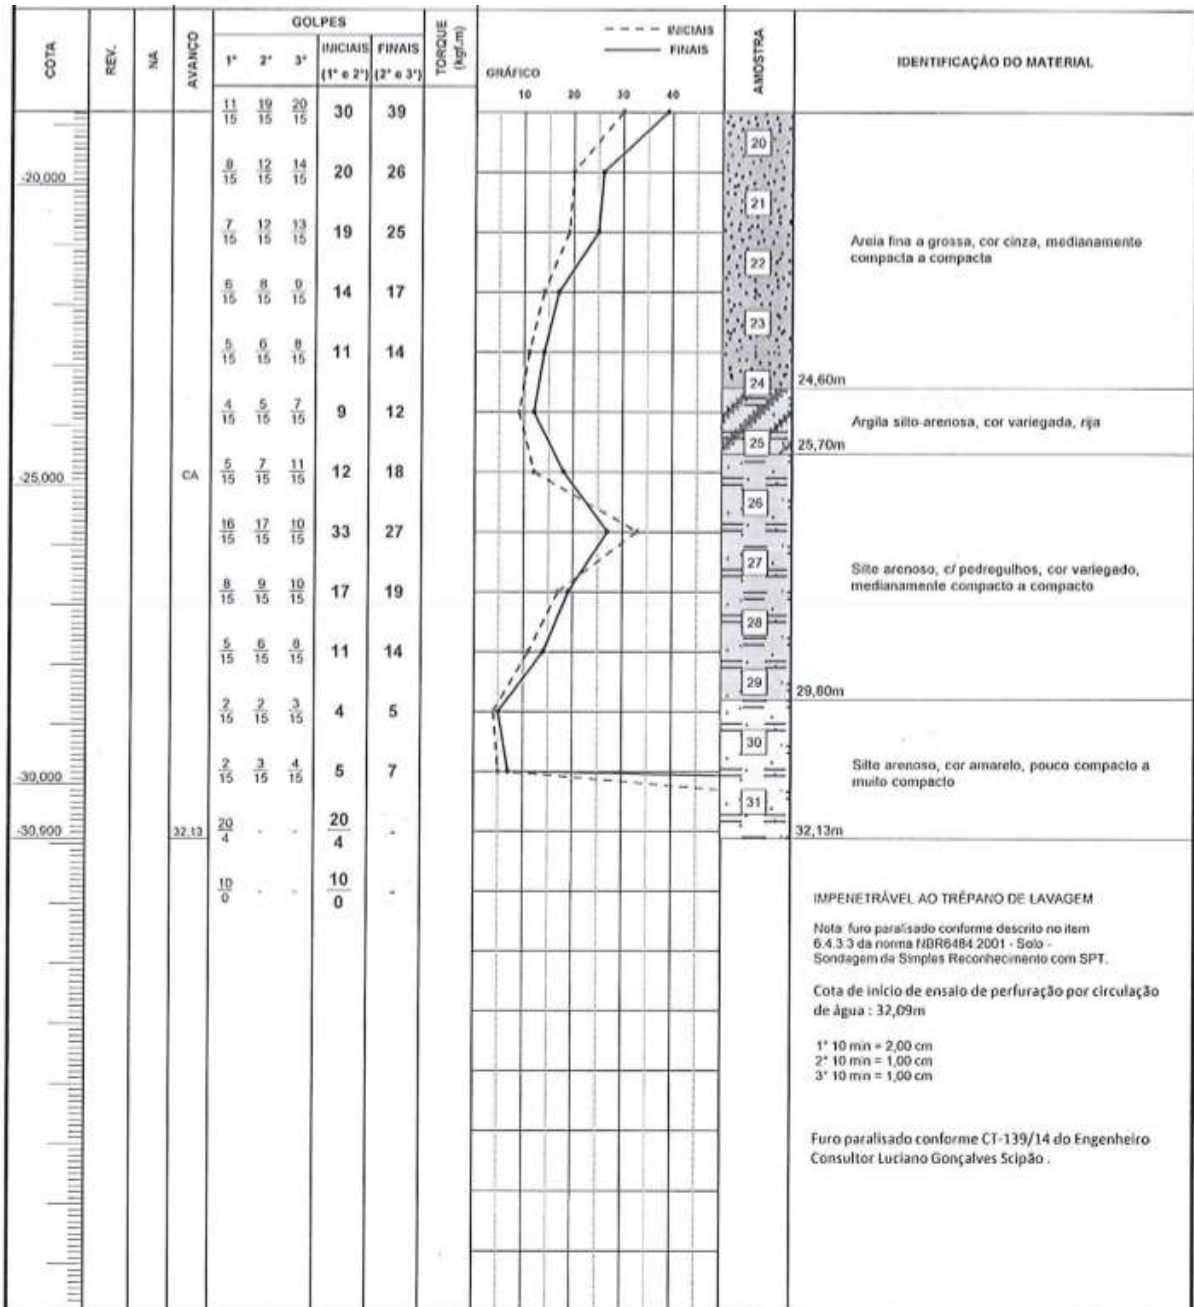 COTA REV. NA AVANÇO GOLPES TORQUE (kgf.m) GRÁFICO AMOSTRA IDENTIFICAÇÃO DO MATERIAL
1ª 2ª 3ª INICIAIS FINAIS
(1ª e 2ª) (2ª e 3ª)
INICIAIS
FINAIS
10 20 30 40
11/15 19/15 20/15 30 39
20
-20,000 8/15 12/15 14/15 20 26
21
7/15 12/15 13/15 19 25
Areia fina a grossa, cor cinza, medianamente
compacta a compacta
22
6/15 8/15 9/15 14 17
23
5/15 6/15 8/15 11 14
24 24,60m
4/15 5/15 7/15 9 12
Argila silto-arenosa, cor variegada, rija
25 25,70m
-25,000 CA 5/15 7/15 11/15 12 18
26
16/15 17/15 10/15 33 27
27
Silte arenoso, c/ pedregulhos, cor variegado,
medianamente compacto a compacto
8/15 9/15 10/15 17 19
28
5/15 6/15 8/15 11 14
29 29,80m
2/15 2/15 3/15 4 5
30
Silte arenoso, cor amarelo, pouco compacto a
muito compacto
-30,000 2/15 3/15 4/15 5 7
31
-30,900 32,13 20/4 - - 20/4 - 32,13m
10/0 - - 10/0 -
IMPENETRÁVEL AO TRÉPANO DE LAVAGEM
Nota furo paralisado conforme descrito no item
6.4.3.3 da norma NBR6484.2001 - Solo -
Sondagem de Simples Reconhecimento com SPT.
Cota de início de ensaio de perfuração por circulação
de água : 32,09m
1ª 10 min = 2,00 cm
2ª 10 min = 1,00 cm
3ª 10 min = 1,00 cm
Furo paralisado conforme CT-139/14 do Engenheiro
Consultor Luciano Gonçalves Scipão .